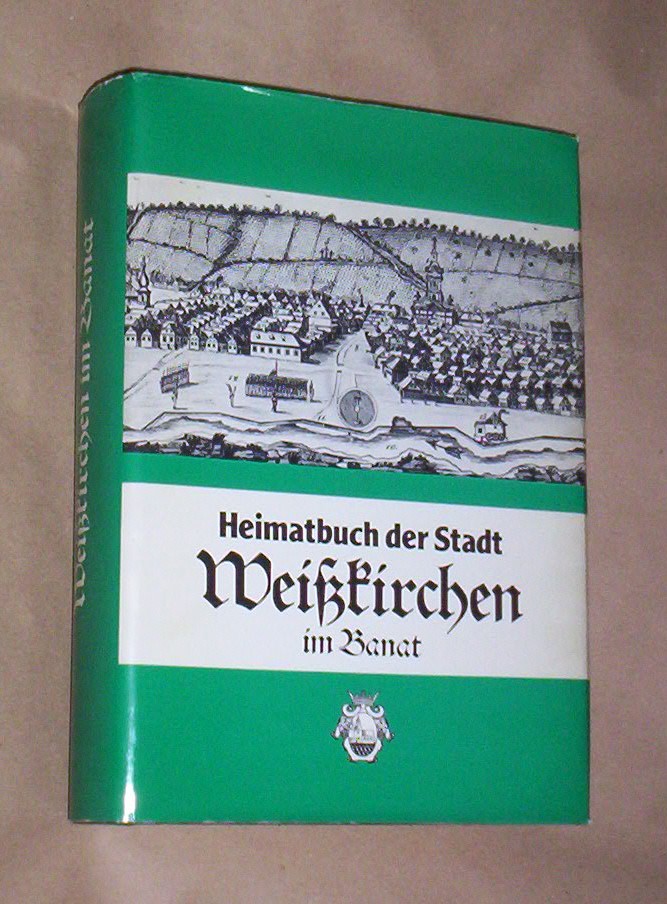 Heimatbuch der Stadt
Weißkirchen
im Banat
Weißkirchen im Banat